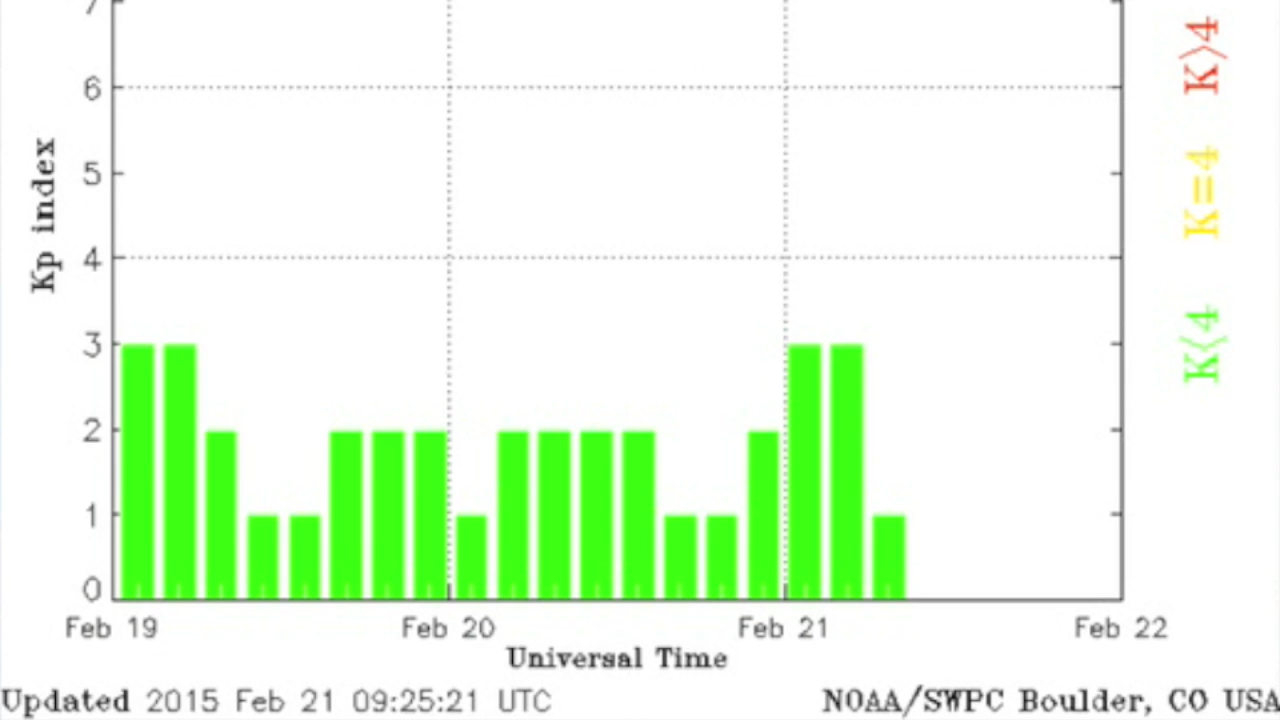 7
6
5
4
3
2
1
0
Kp index
Feb 19 Feb 20 Feb 21 Feb 22
Universal Time
Updated 2015 Feb 21 09:25:21 UTC
NOAA/SWPC Boulder, CO USA
K<4 K=4 K>4